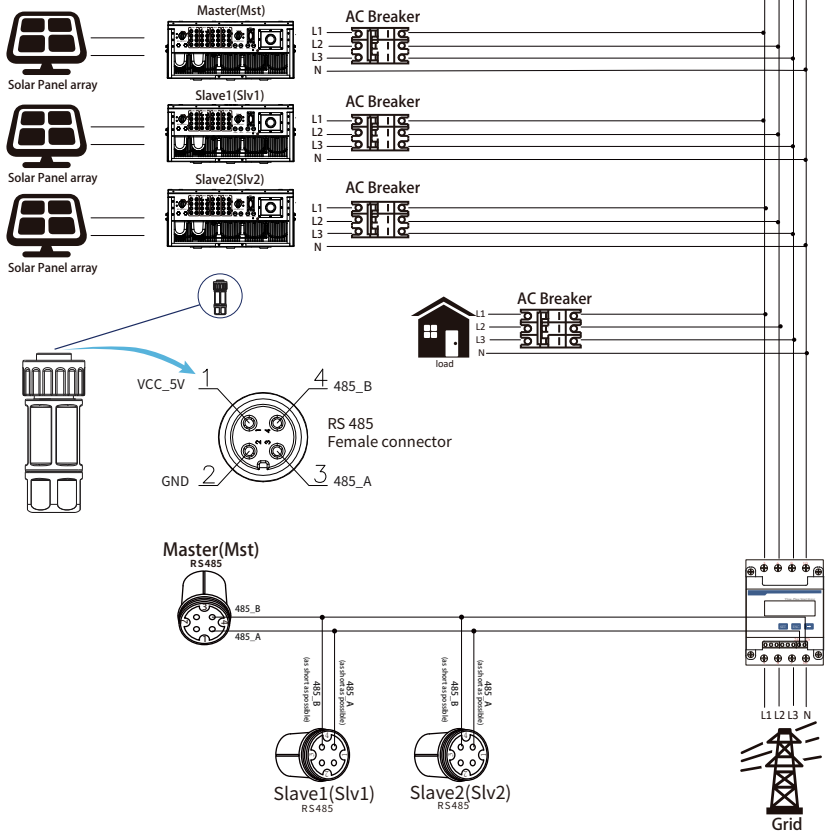 Master(Mst)
AC Breaker
L1
L2
L3
N
Solar Panel array
Slave1(Slv1)
AC Breaker
L1
L2
L3
N
Solar Panel array
Slave2(Slv2)
AC Breaker
L1
L2
L3
N
Solar Panel array
AC Breaker
L1
L2
L3
N
load
VCC_5V
1
4
485_B
RS 485
Female connector
GND
2
3
485_A
1
4
2
3
Master(Mst)
RS485
485_B
485_A
485_B
(as short as possible)
485_A
(as short as possible)
485_B
(as short as possible)
485_A
(as short as possible)
Slave1(Slv1)
RS485
Slave2(Slv2)
RS485
L1 L2 L3 N
Grid